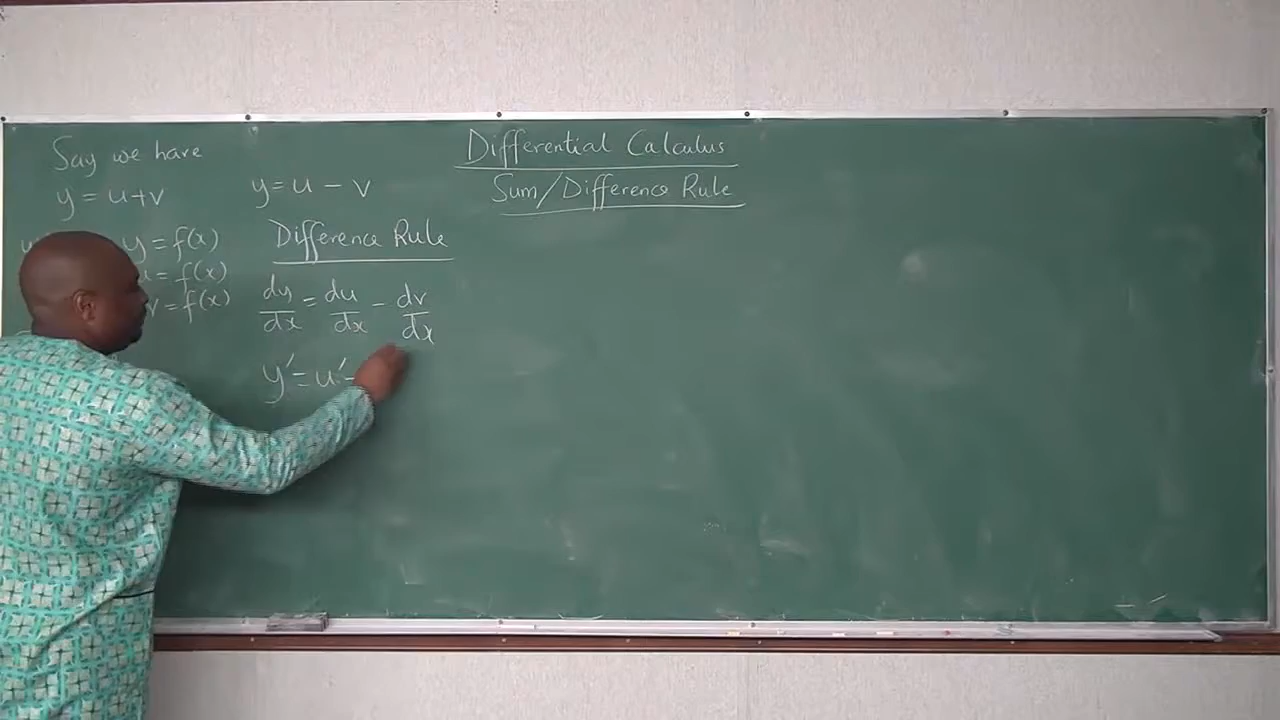 Differential Calculus
Sum/Difference Rule
Say we have
y = u+v
y = f(x)
u = f(x)
v = f(x)
y = u - v
Difference Rule
dy/dx = du/dx - dv/dx
y' = u' -